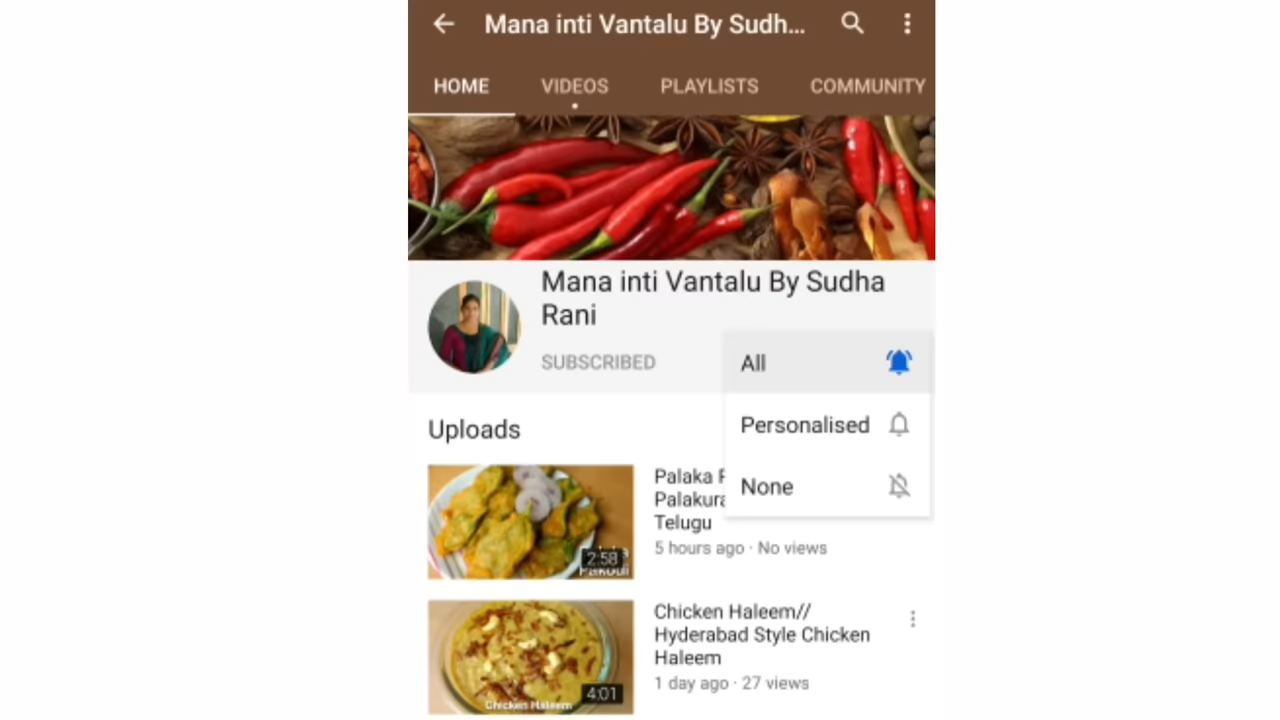 Mana inti Vantalu By Sudh...
HOME VIDEOS PLAYLISTS COMMUNITY
Mana inti Vantalu By Sudha
Rani
SUBSCRIBED
All
Personalised
None
Uploads
2:58
Palaka
Palakura
Telugu
5 hours ago · No views
4:01
Chicken Haleem
Chicken Haleem//
Hyderabad Style Chicken
Haleem
1 day ago · 27 views